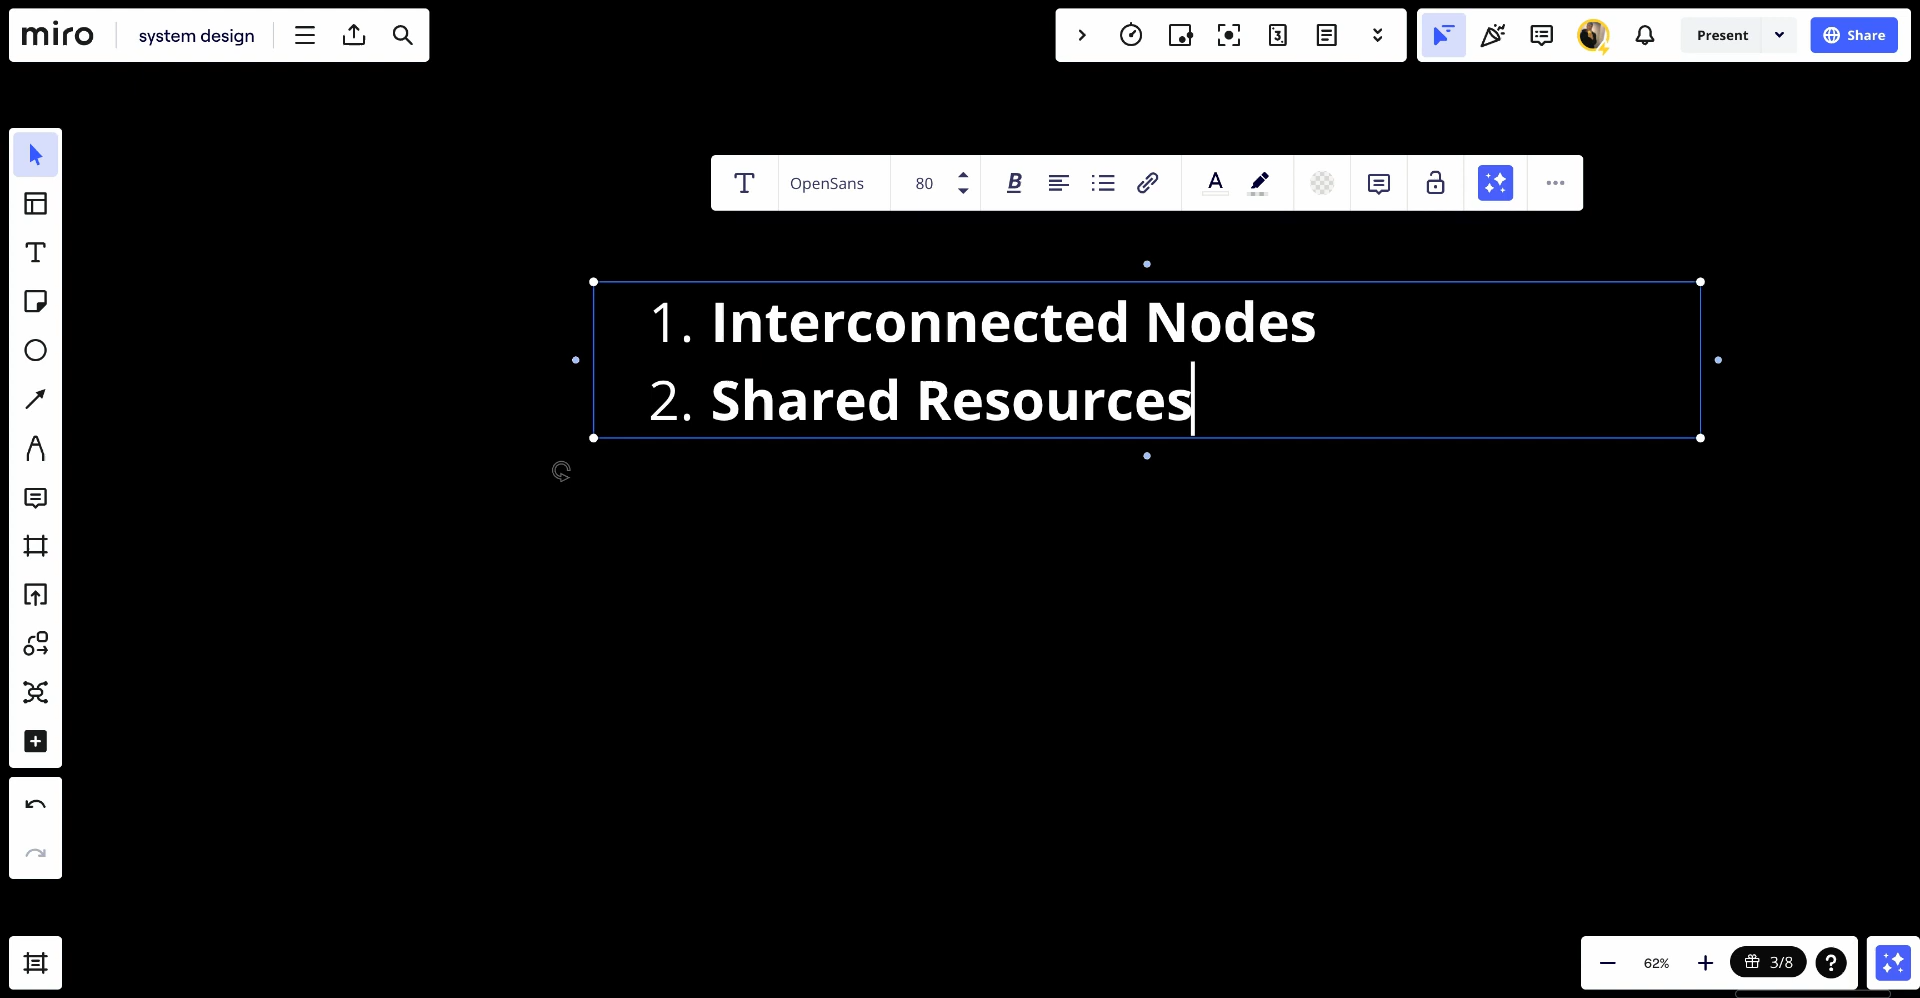 miro
system design
Present
Share
OpenSans
80
B
A
1. Interconnected Nodes
2. Shared Resources
62%
3/8
?